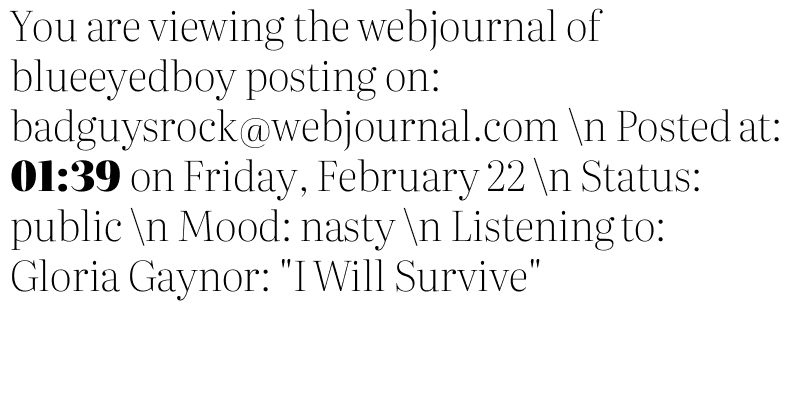 You are viewing the webjournal of
blueeyedboy posting on:
badguysrock@webjournal.com \n Posted at:
01:39 on Friday, February 22 \n Status:
public \n Mood: nasty \n Listening to:
Gloria Gaynor: "I Will Survive"